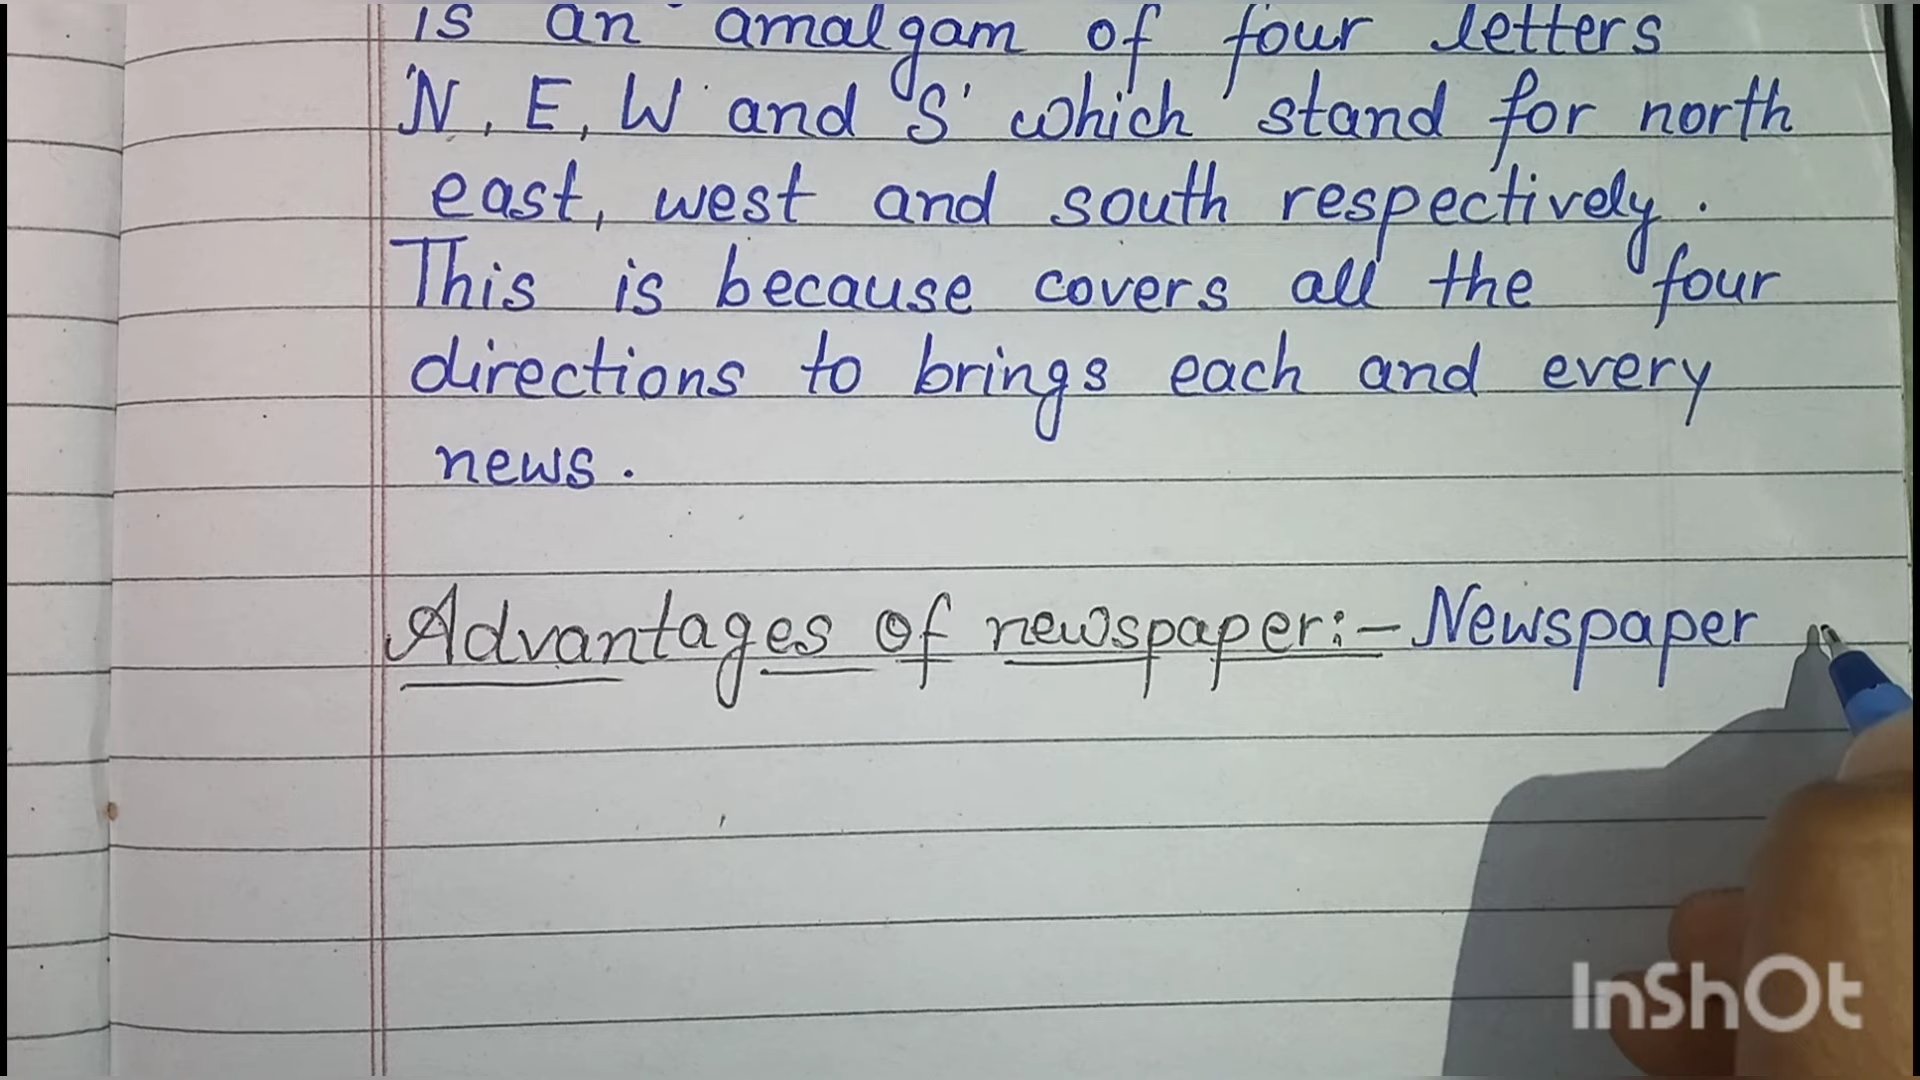 is an amalgam of four letters
'N, E, W and 'S' which stand for north
east, west and south respectively.
This is because covers all the four
directions to brings each and every
news.
Advantages of newspaper:- Newspaper
InShOt